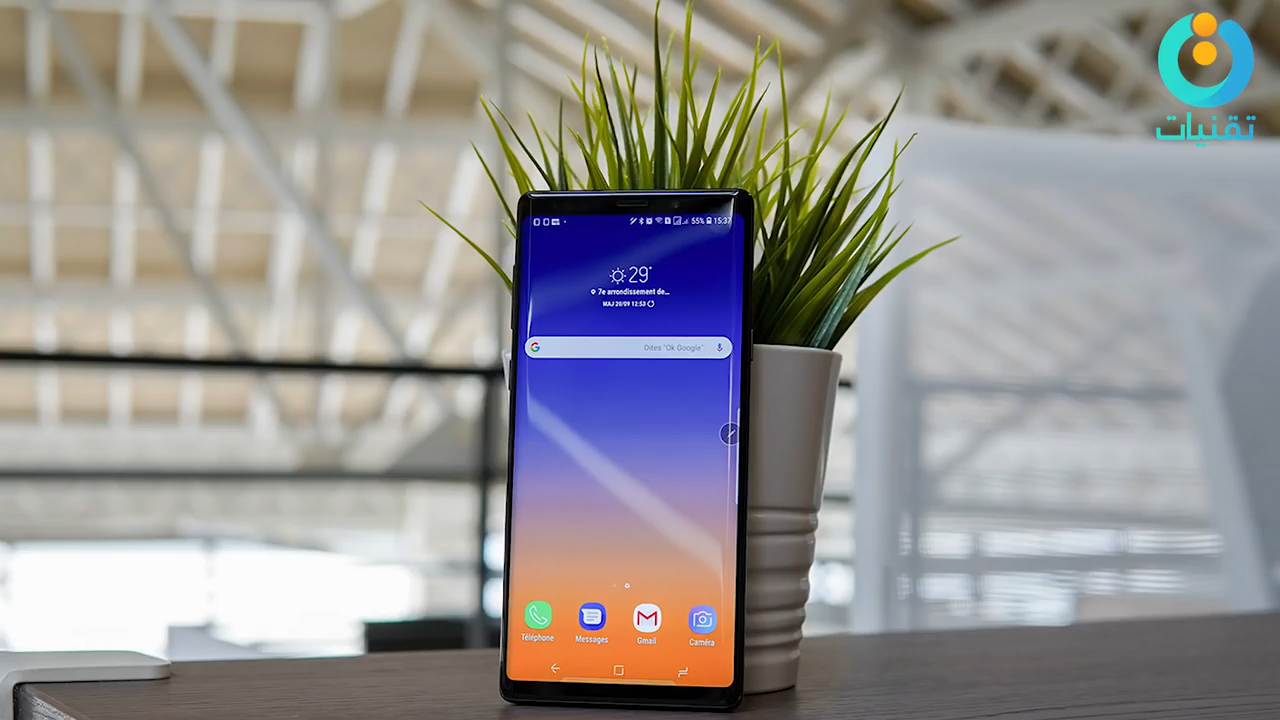 تقنيات
55% 15:37
29°
7e arrondissement de...
MAJ 20/09 12:53
Dites "Ok Google"
Téléphone
Messages
Gmail
Caméra